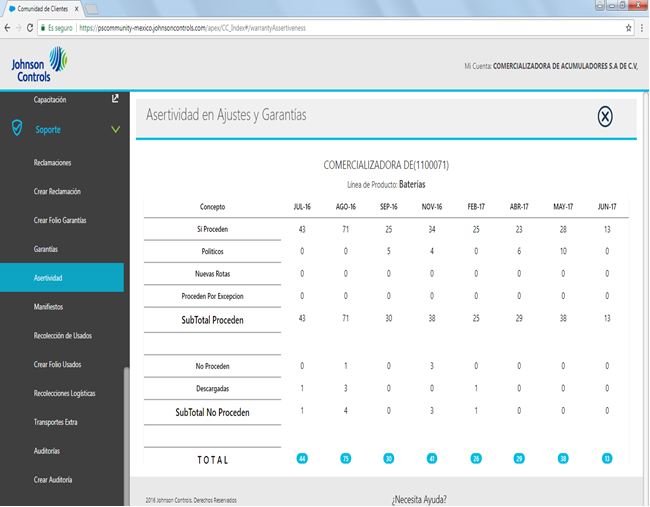 Comunidad de Clientes
Es seguro | https://pscommunity-mexico.johnsoncontrols.com/apex/CC_Index#/warrantyAssertiveness
Johnson
Controls
Mi Cuenta: COMERCIALIZADORA DE ACUMULADORES S.A DE C.V,
Capacitación
Soporte
Reclamaciones
Crear Reclamación
Crear Folio Garantías
Garantías
Asertividad
Manifiestos
Recolección de Usados
Crear Folio Usados
Recolecciones Logísticas
Transportes Extra
Auditorías
Crear Auditoría
Asertividad en Ajustes y Garantías
COMERCIALIZADORA DE(1100071)
Línea de Producto: Baterías
Concepto JUL-16 AGO-16 SEP-16 NOV-16 FEB-17 ABR-17 MAY-17 JUN-17
Si Proceden 43 71 25 34 25 23 28 13
Políticos 0 0 5 4 0 6 10 0
Nuevas Rotas 0 0 0 0 0 0 0 0
Proceden Por Excepcion 0 0 0 0 0 0 0 0
SubTotal Proceden 43 71 30 38 25 29 38 13
No Proceden 0 1 0 3 0 0 0 0
Descargadas 1 3 0 0 1 0 0 0
SubTotal No Proceden 1 4 0 3 1 0 0 0
T O T A L 44 75 30 41 26 29 38 13
2016 Johnson Controls. Derechos Reservados
¿Necesita Ayuda?